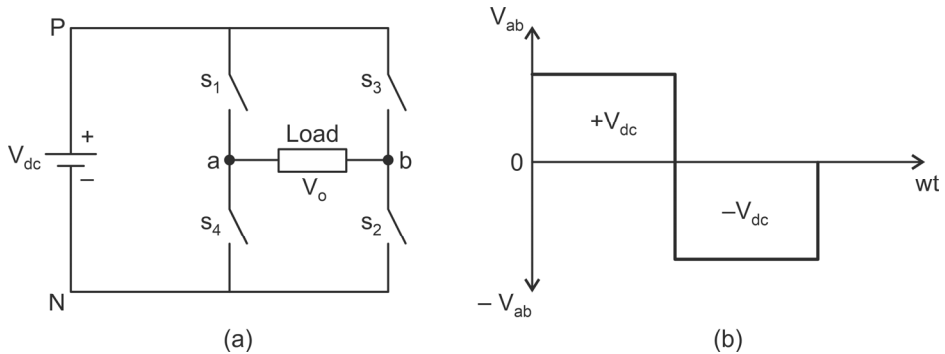 P
V_dc
+
–
N
s_1
s_3
Load
a
b
V_o
s_4
s_2
(a)
V_ab
+V_dc
0
wt
–V_dc
– V_ab
(b)